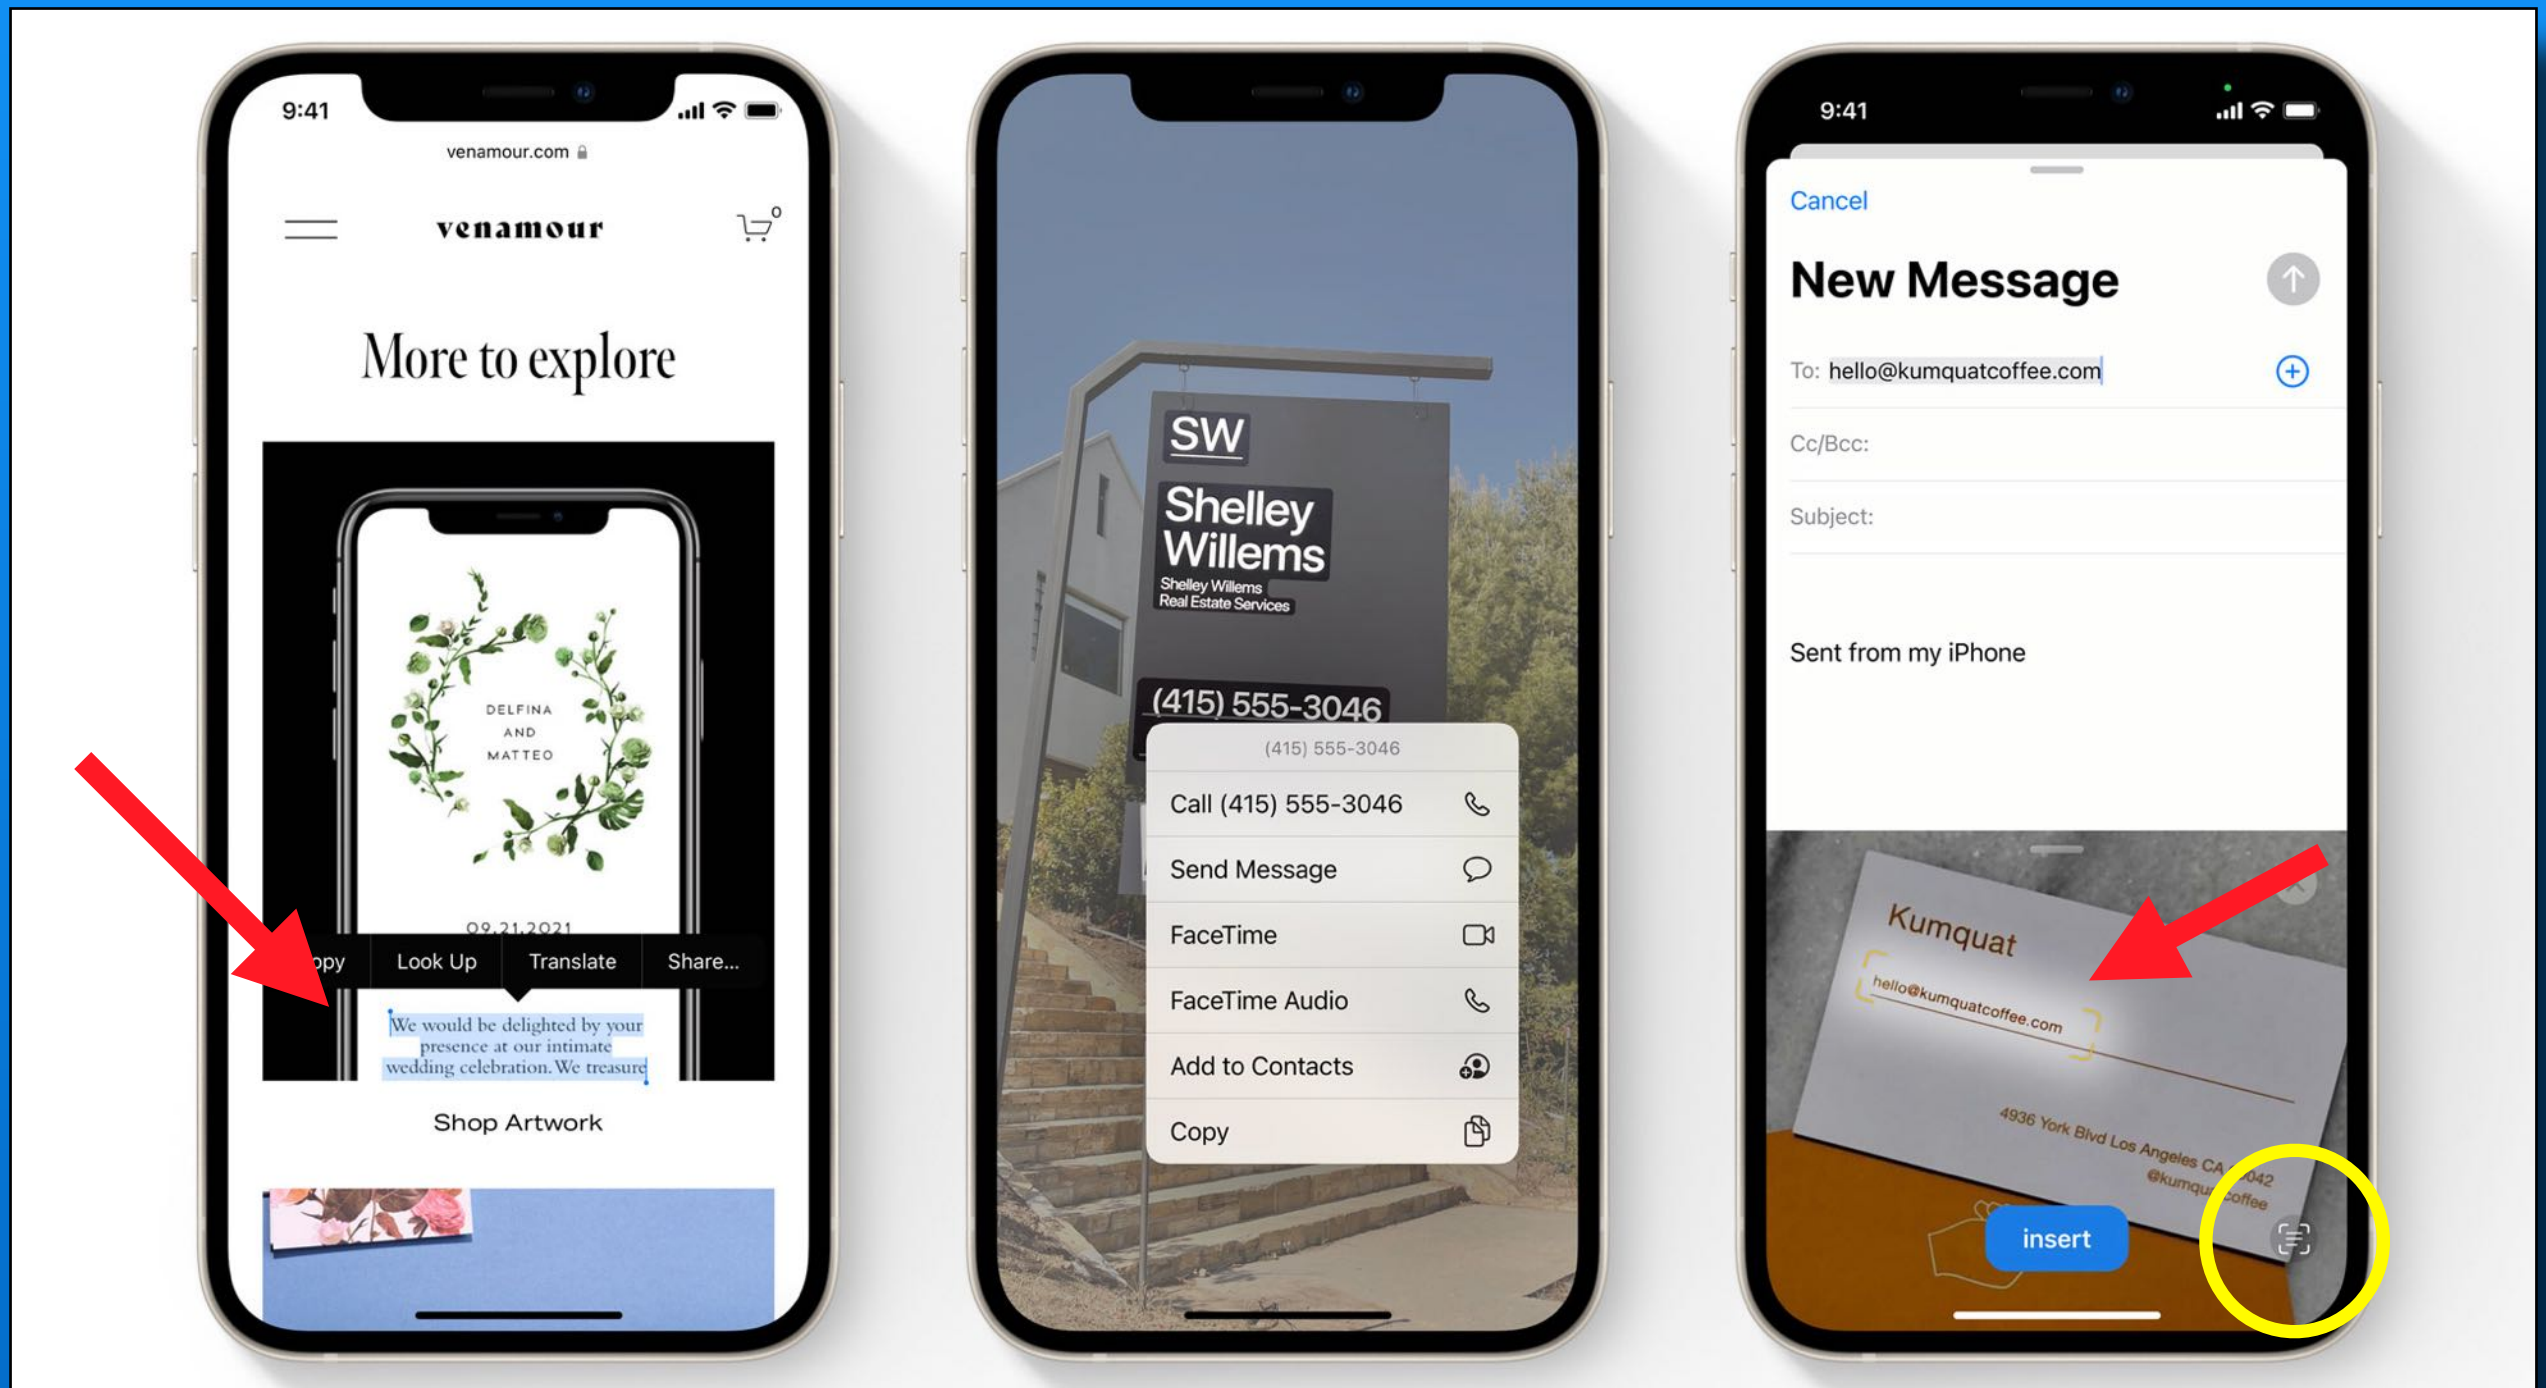 9:41
venamour.com
venamour
0
More to explore
DELFINA
AND
MATTEO
09.21.2021
Look Up Translate Share...
We would be delighted by your
presence at our intimate
wedding celebration. We treasure
Shop Artwork
SW
Shelley
Willems
Shelley Willems
Real Estate Services
(415) 555-3046
(415) 555-3046
Call (415) 555-3046
Send Message
FaceTime
FaceTime Audio
Add to Contacts
Copy
9:41
Cancel
New Message
To: hello@kumquatcoffee.com
Cc/Bcc:
Subject:
Sent from my iPhone
Kumquat
hello@kumquatcoffee.com
4936 York Blvd Los Angeles CA
insert